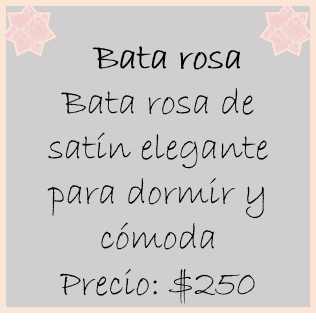 Bata rosa
Bata rosa de
satín elegante
para dormir y
cómoda
Precio: $250